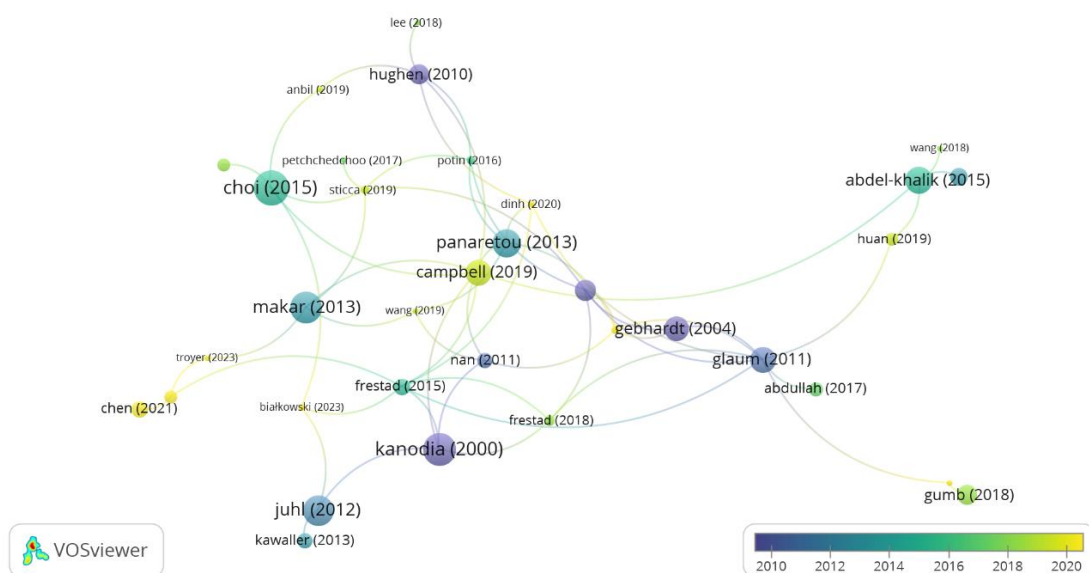 lee (2018)
hughen (2010)
anbil (2019)
wang (2018)
petchchedchoo (2017)
potin (2016)
choi (2015)
sticca (2019)
abdel-khalik (2015)
dinh (2020)
panaretou (2013)
huan (2019)
campbell (2019)
makar (2013)
wang (2019)
gebhardt (2004)
troyer (2023)
nan (2011)
glaum (2011)
frestad (2015)
abdullah (2017)
chen (2021)
białkowski (2023)
frestad (2018)
kanodia (2000)
gumb (2018)
juhl (2012)
kawaller (2013)
VOSviewer
2010 2012 2014 2016 2018 2020